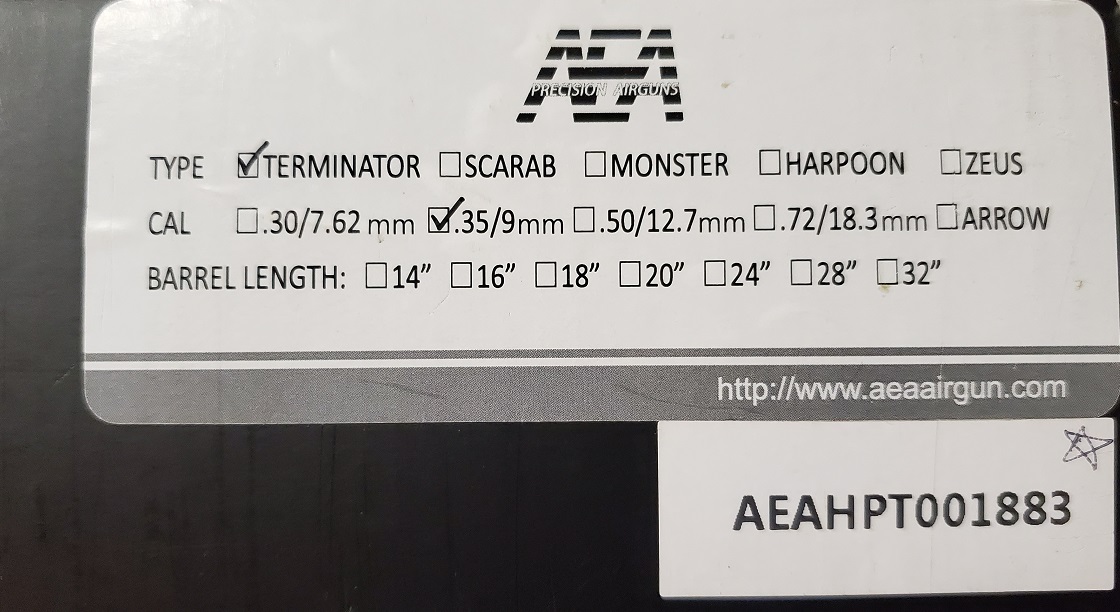 AEA
PRECISION AIRGUNS
TYPE ☑TERMINATOR ☐SCARAB ☐MONSTER ☐HARPOON ☐ZEUS
CAL ☐.30/7.62 mm ☑.35/9mm ☐.50/12.7mm ☐.72/18.3mm ☐ARROW
BARREL LENGTH: ☐14” ☐16” ☐18” ☐20” ☐24” ☐28” ☐32”
http://www.aeaairgun.com
AEAHPT001883